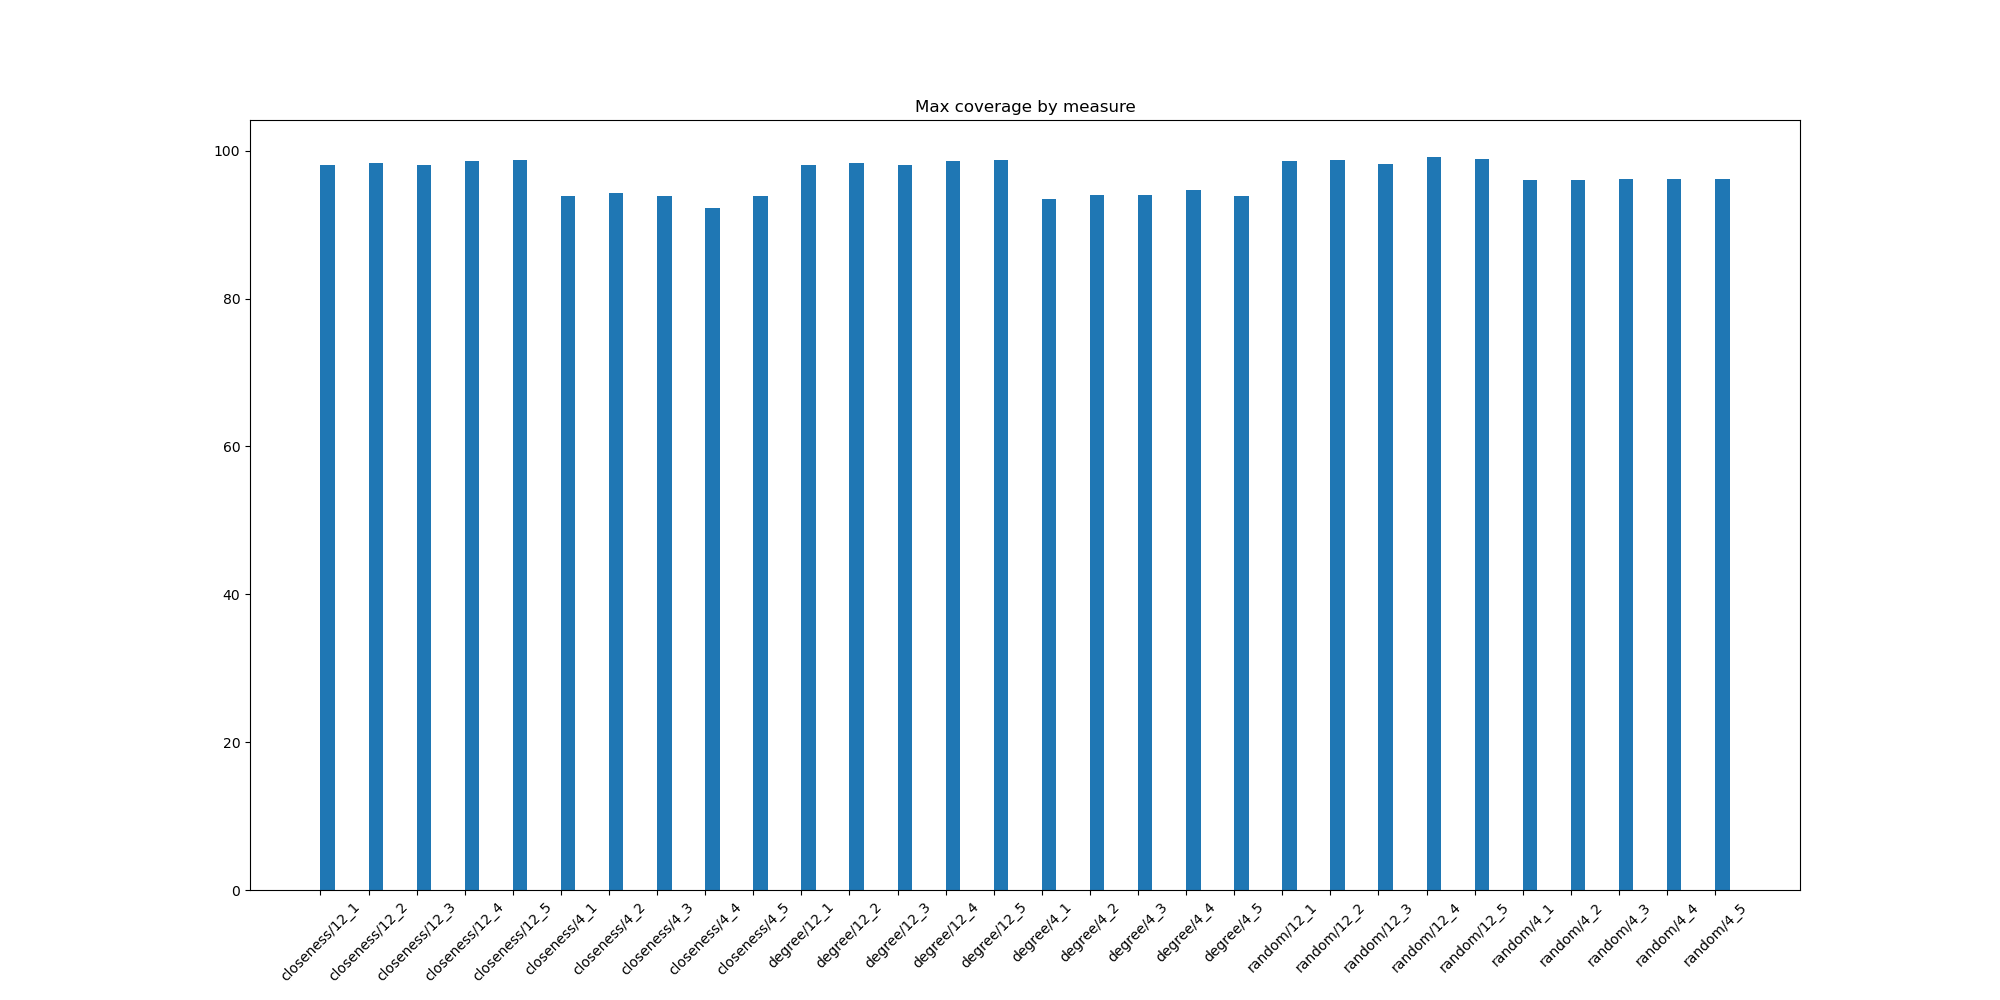 Max coverage by measure
100
80
60
40
20
0
closeness/12_1
closeness/12_2
closeness/12_3
closeness/12_4
closeness/12_5
closeness/4_1
closeness/4_2
closeness/4_3
closeness/4_4
closeness/4_5
degree/12_1
degree/12_2
degree/12_3
degree/12_4
degree/12_5
degree/4_1
degree/4_2
degree/4_3
degree/4_4
degree/4_5
random/12_1
random/12_2
random/12_3
random/12_4
random/12_5
random/4_1
random/4_2
random/4_3
random/4_4
random/4_5